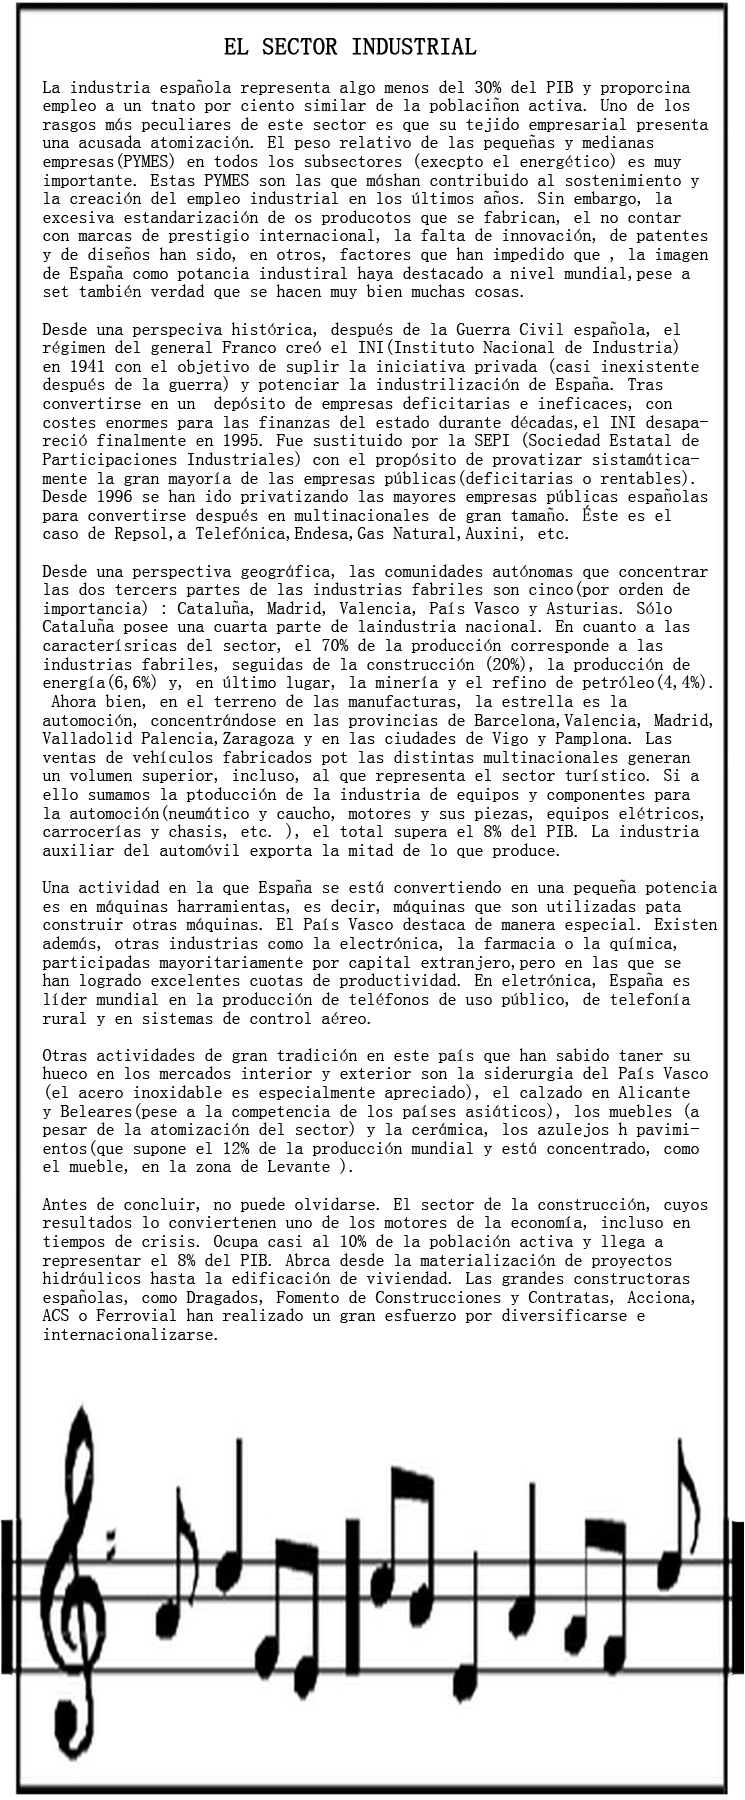 EL SECTOR INDUSTRIAL
La industria española representa algo menos del 30% del PIB y proporcina
empleo a un tnato por ciento similar de la poblaciñon activa. Uno de los
rasgos más peculiares de este sector es que su tejido empresarial presenta
una acusada atomización. El peso relativo de las pequeñas y medianas
empresas(PYMES) en todos los subsectores (execpto el energético) es muy
importante. Estas PYMES son las que máshan contribuido al sostenimiento y
la creación del empleo industrial en los últimos años. Sin embargo, la
excesiva estandarización de os producotos que se fabrican, el no contar
con marcas de prestigio internacional, la falta de innovación, de patentes
y de diseños han sido, en otros, factores que han impedido que , la imagen
de España como potancia industiral haya destacado a nivel mundial,pese a
set también verdad que se hacen muy bien muchas cosas.
Desde una perspeciva histórica, después de la Guerra Civil española, el
régimen del general Franco creó el INI(Instituto Nacional de Industria)
en 1941 con el objetivo de suplir la iniciativa privada (casi inexistente
después de la guerra) y potenciar la industrilización de España. Tras
convertirse en un  depósito de empresas deficitarias e ineficaces, con
costes enormes para las finanzas del estado durante décadas,el INI desapa-
reció finalmente en 1995. Fue sustituido por la SEPI (Sociedad Estatal de
Participaciones Industriales) con el propósito de provatizar sistamática-
mente la gran mayoría de las empresas públicas(deficitarias o rentables).
Desde 1996 se han ido privatizando las mayores empresas públicas españolas
para convertirse después en multinacionales de gran tamaño. Éste es el
caso de Repsol,a Telefónica,Endesa,Gas Natural,Auxini, etc.
Desde una perspectiva geográfica, las comunidades autónomas que concentrar
las dos tercers partes de las industrias fabriles son cinco(por orden de
importancia) : Cataluña, Madrid, Valencia, País Vasco y Asturias. Sólo
Cataluña posee una cuarta parte de laindustria nacional. En cuanto a las
caracterísricas del sector, el 70% de la producción corresponde a las
industrias fabriles, seguidas de la construcción (20%), la producción de
energía(6,6%) y, en último lugar, la minería y el refino de petróleo(4,4%).
Ahora bien, en el terreno de las manufacturas, la estrella es la
automoción, concentrándose en las provincias de Barcelona,Valencia, Madrid,
Valladolid Palencia,Zaragoza y en las ciudades de Vigo y Pamplona. Las
ventas de vehículos fabricados pot las distintas multinacionales generan
un volumen superior, incluso, al que representa el sector turístico. Si a
ello sumamos la ptoducción de la industria de equipos y componentes para
la automoción(neumático y caucho, motores y sus piezas, equipos elétricos,
carrocerías y chasis, etc. ), el total supera el 8% del PIB. La industria
auxiliar del automóvil exporta la mitad de lo que produce.
Una actividad en la que España se está convertiendo en una pequeña potencia
es en máquinas harramientas, es decir, máquinas que son utilizadas pata
construir otras máquinas. El País Vasco destaca de manera especial. Existen
además, otras industrias como la electrónica, la farmacia o la química,
participadas mayoritariamente por capital extranjero,pero en las que se
han logrado excelentes cuotas de productividad. En eletrónica, España es
líder mundial en la producción de teléfonos de uso público, de telefonía
rural y en sistemas de control aéreo.
Otras actividades de gran tradición en este país que han sabido taner su
hueco en los mercados interior y exterior son la siderurgia del País Vasco
(el acero inoxidable es especialmente apreciado), el calzado en Alicante
y Beleares(pese a la competencia de los países asiáticos), los muebles (a
pesar de la atomización del sector) y la cerámica, los azulejos h pavimi-
entos(que supone el 12% de la producción mundial y está concentrado, como
el mueble, en la zona de Levante ).
Antes de concluir, no puede olvidarse. El sector de la construcción, cuyos
resultados lo conviertenen uno de los motores de la economía, incluso en
tiempos de crisis. Ocupa casi al 10% de la población activa y llega a
representar el 8% del PIB. Abrca desde la materialización de proyectos
hidráulicos hasta la edificación de viviendad. Las grandes constructoras
españolas, como Dragados, Fomento de Construcciones y Contratas, Acciona,
ACS o Ferrovial han realizado un gran esfuerzo por diversificarse e
internacionalizarse.